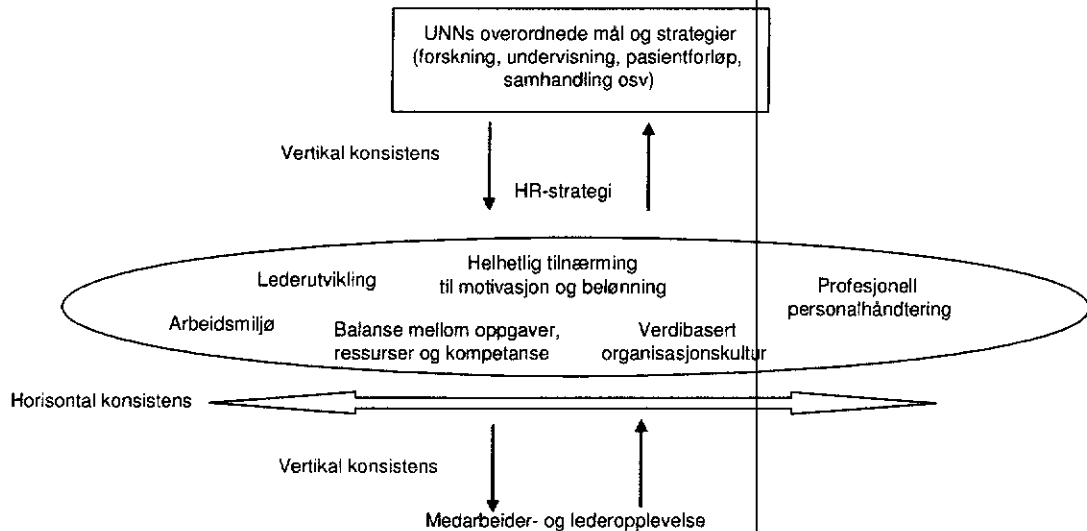 UNNs overordnede mål og strategier
(forskning, undervisning, pasientforløp,
samhandling osv)
Vertikal konsistens
HR-strategi
Lederutvikling
Helhetlig tilnærming
til motivasjon og belønning
Profesjonell
personalhåndtering
Arbeidsmiljø
Balanse mellom oppgaver,
ressurser og kompetanse
Verdibasert
organisasjonskultur
Horisontal konsistens
Vertikal konsistens
Medarbeider- og lederopplevelse